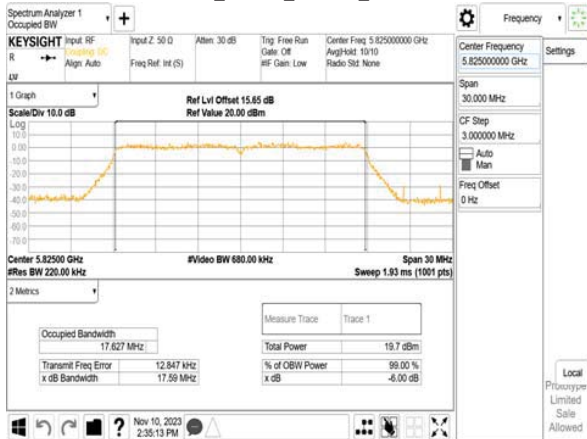 Spectrum Analyzer 1
Occupied BW
KEYSIGHT
Input: RF
Coupling: DC
Align: Auto
Input Z: 50 Ω
Freq Ref: Int (S)
Atten: 30 dB
Trig: Free Run
Gate: Off
#IF Gain: Low
Center Freq: 5.825000000 GHz
Avg|Hold: 10/10
Radio Std: None
R
LV
1 Graph
Scale/Div 10.0 dB
Ref Lvl Offset 15.65 dB
Ref Value 20.00 dBm
Log
10.0
0.00
-10.0
-20.0
-30.0
-40.0
-50.0
-60.0
-70.0
Center 5.82500 GHz
#Res BW 220.00 kHz
#Video BW 680.00 kHz
Span 30 MHz
Sweep 1.93 ms (1001 pts)
2 Metrics
Measure Trace
Trace 1
Occupied Bandwidth
17.627 MHz
Total Power
19.7 dBm
Transmit Freq Error
12.847 kHz
% of OBW Power
99.00 %
x dB Bandwidth
17.59 MHz
x dB
-6.00 dB
Nov 10, 2023
2:35:13 PM
Frequency
Settings
Center Frequency
5.825000000 GHz
Span
30.000 MHz
CF Step
3.000000 MHz
Auto
Man
Freq Offset
0 Hz
Local
Prototype
Limited
Sale
Allowed